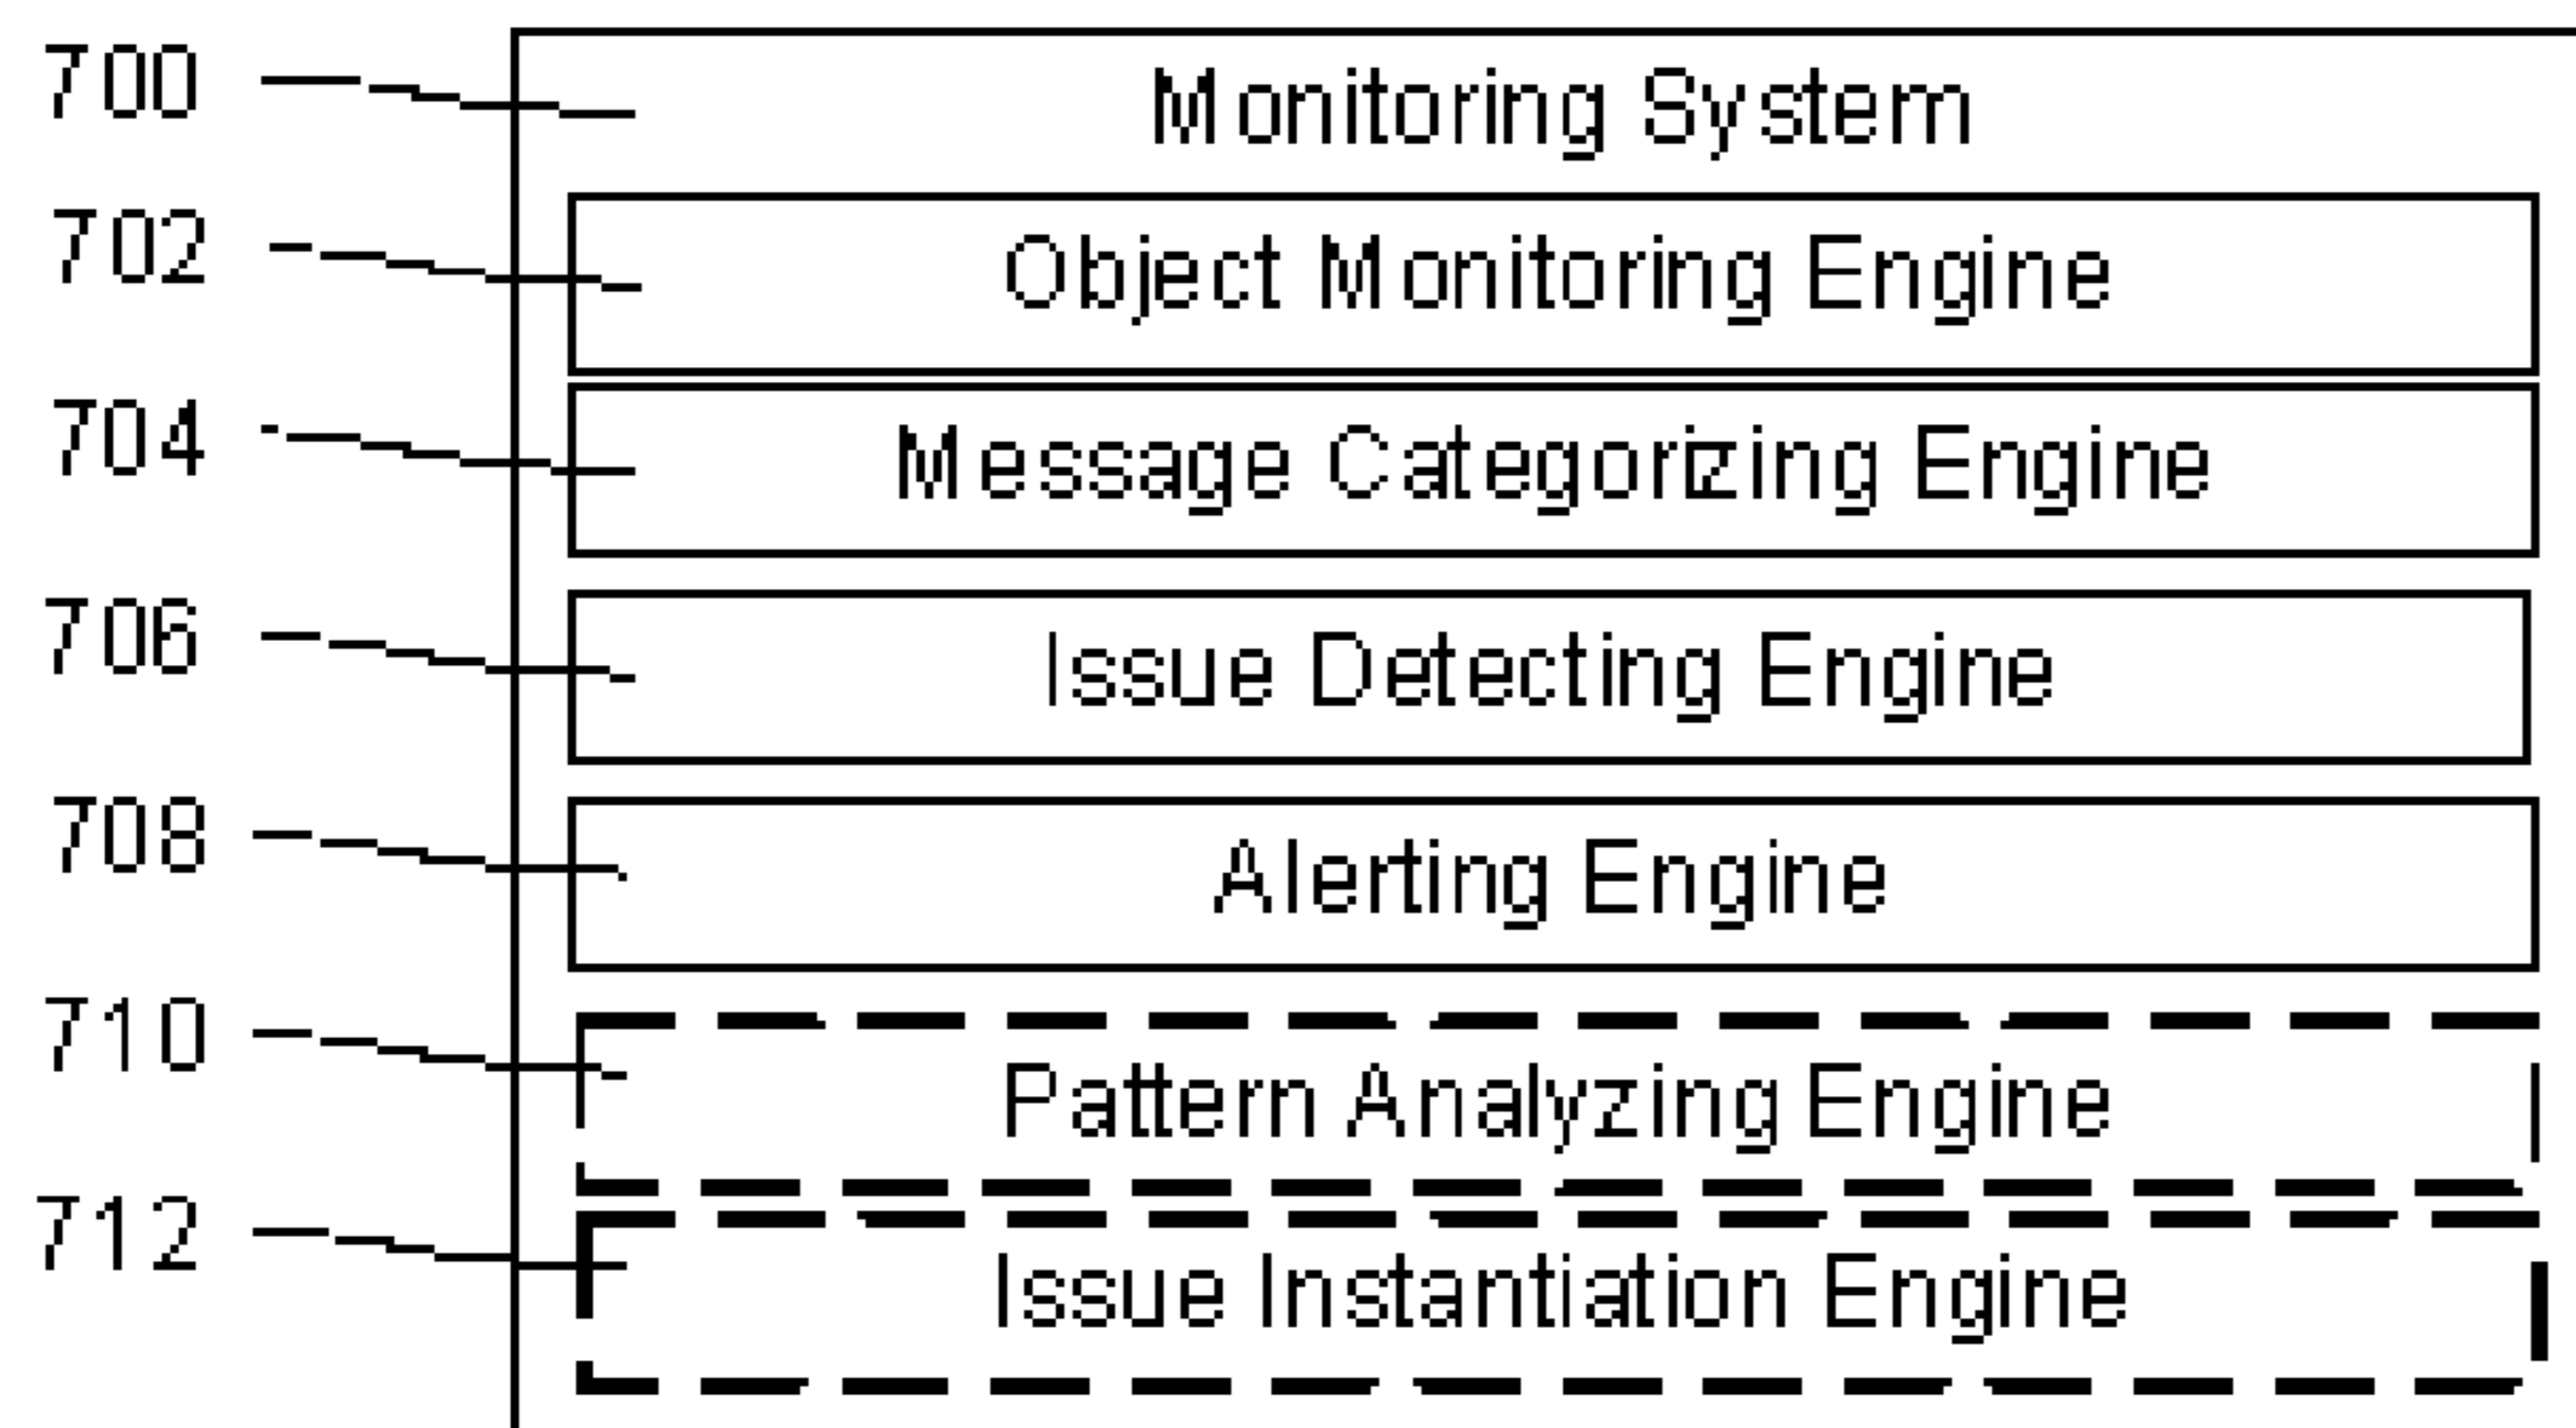 700 Monitoring System
702 Object Monitoring Engine
704 Message Categorizing Engine
706 Issue Detecting Engine
708 Alerting Engine
710 Pattern Analyzing Engine
712 Issue Instantiation Engine